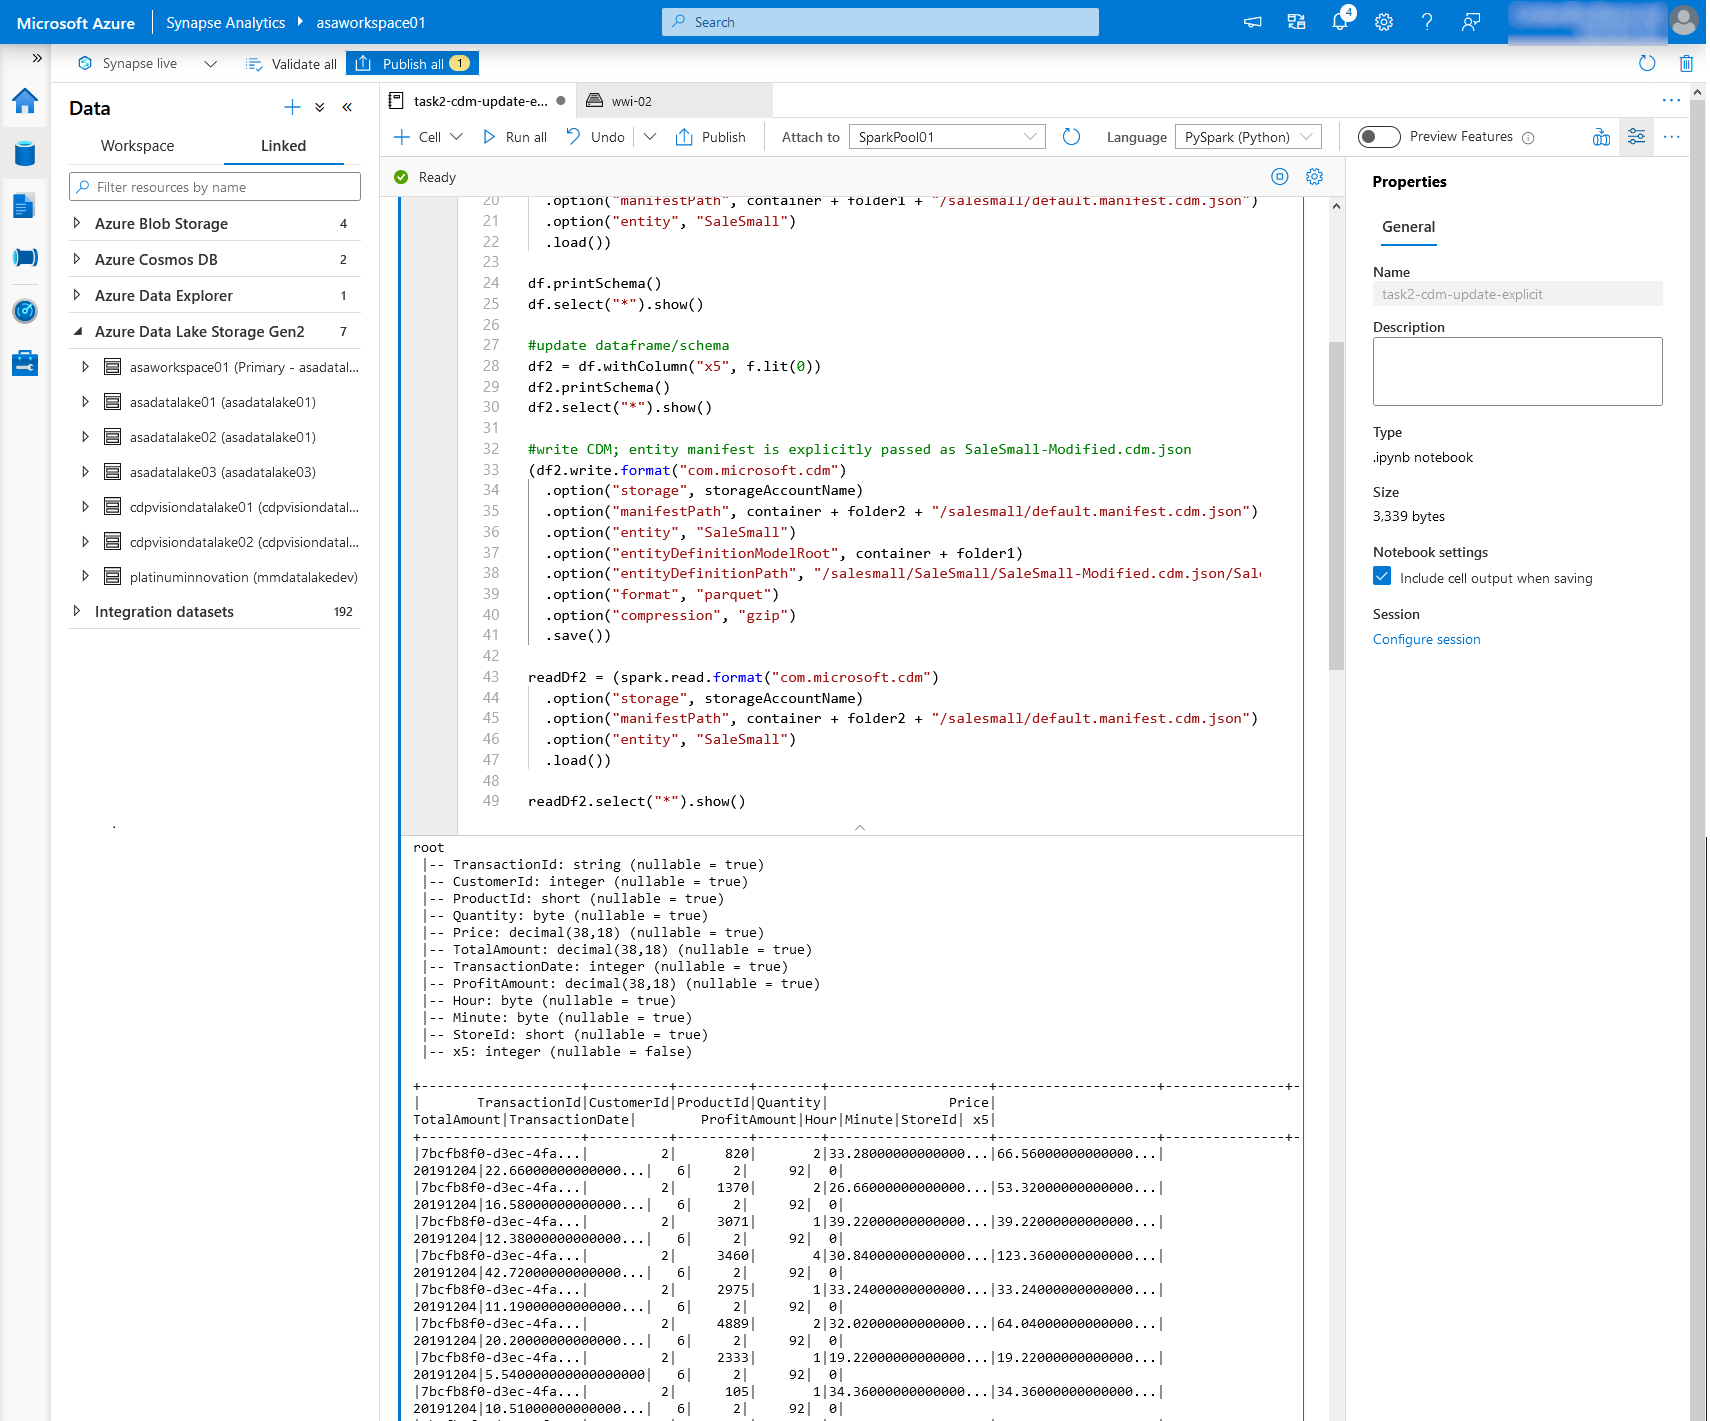 Microsoft Azure
Synapse Analytics
asaworkspace01
Search
4
Synapse live
Validate all
Publish all
1
Data
Workspace
Linked
Filter resources by name
Azure Blob Storage 4
Azure Cosmos DB 2
Azure Data Explorer 1
Azure Data Lake Storage Gen2 7
asaworkspace01 (Primary - asadatal...
asadatalake01 (asadatalake01)
asadatalake02 (asadatalake01)
asadatalake03 (asadatalake03)
cdpvisiondatalake01 (cdpvisiondatal...
cdpvisiondatalake02 (cdpvisiondatal...
platinuminnovation (mmdatalakedev)
Integration datasets 192
task2-cdm-update-e...
wwi-02
Cell
Run all
Undo
Publish
Attach to
SparkPool01
Language
PySpark (Python)
Preview Features
Ready
20 .option("manifestPath", container + folder1 + "/salesmall/default.manifest.cdm.json")
21 .option("entity", "SaleSmall")
22 .load())
23
24 df.printSchema()
25 df.select("*").show()
26
27 #update dataframe/schema
28 df2 = df.withColumn("x5", f.lit(0))
29 df2.printSchema()
30 df2.select("*").show()
31
32 #write CDM; entity manifest is explicitly passed as SaleSmall-Modified.cdm.json
33 (df2.write.format("com.microsoft.cdm")
34 .option("storage", storageAccountName)
35 .option("manifestPath", container + folder2 + "/salesmall/default.manifest.cdm.json")
36 .option("entity", "SaleSmall")
37 .option("entityDefinitionModelRoot", container + folder1)
38 .option("entityDefinitionPath", "/salesmall/SaleSmall/SaleSmall-Modified.cdm.json/Sal
39 .option("format", "parquet")
40 .option("compression", "gzip")
41 .save())
42
43 readDf2 = (spark.read.format("com.microsoft.cdm")
44 .option("storage", storageAccountName)
45 .option("manifestPath", container + folder2 + "/salesmall/default.manifest.cdm.json")
46 .option("entity", "SaleSmall")
47 .load())
48
49 readDf2.select("*").show()
root
|-- TransactionId: string (nullable = true)
|-- CustomerId: integer (nullable = true)
|-- ProductId: short (nullable = true)
|-- Quantity: byte (nullable = true)
|-- Price: decimal(38,18) (nullable = true)
|-- TotalAmount: decimal(38,18) (nullable = true)
|-- TransactionDate: integer (nullable = true)
|-- ProfitAmount: decimal(38,18) (nullable = true)
|-- Hour: byte (nullable = true)
|-- Minute: byte (nullable = true)
|-- StoreId: short (nullable = true)
|-- x5: integer (nullable = false)
+--------------------+----------+---------+--------+--------------------+--------------------+---------------+-
| TransactionId|CustomerId|ProductId|Quantity| Price|
TotalAmount|TransactionDate| ProfitAmount|Hour|Minute|StoreId| x5|
+--------------------+----------+---------+--------+--------------------+--------------------+---------------+-
|7bcfb8f0-d3ec-4fa...| 2| 820| 2|33.28000000000000...|66.56000000000000...|
20191204|22.66000000000000...| 6| 2| 92| 0|
|7bcfb8f0-d3ec-4fa...| 2| 1370| 2|26.66000000000000...|53.32000000000000...|
20191204|16.58000000000000...| 6| 2| 92| 0|
|7bcfb8f0-d3ec-4fa...| 2| 3071| 1|39.22000000000000...|39.22000000000000...|
20191204|12.38000000000000...| 6| 2| 92| 0|
|7bcfb8f0-d3ec-4fa...| 2| 3460| 4|30.84000000000000...|123.3600000000000...|
20191204|42.72000000000000...| 6| 2| 92| 0|
|7bcfb8f0-d3ec-4fa...| 2| 2975| 1|33.24000000000000...|33.24000000000000...|
20191204|11.19000000000000...| 6| 2| 92| 0|
|7bcfb8f0-d3ec-4fa...| 2| 4889| 2|32.02000000000000...|64.04000000000000...|
20191204|20.20000000000000...| 6| 2| 92| 0|
|7bcfb8f0-d3ec-4fa...| 2| 2333| 1|19.22000000000000...|19.22000000000000...|
20191204|5.540000000000000000| 6| 2| 92| 0|
|7bcfb8f0-d3ec-4fa...| 2| 105| 1|34.36000000000000...|34.36000000000000...|
20191204|10.51000000000000...| 6| 2| 92| 0|
Properties
General
Name
task2-cdm-update-explicit
Description
Type
.ipynb notebook
Size
3,339 bytes
Notebook settings
Include cell output when saving
Session
Configure session